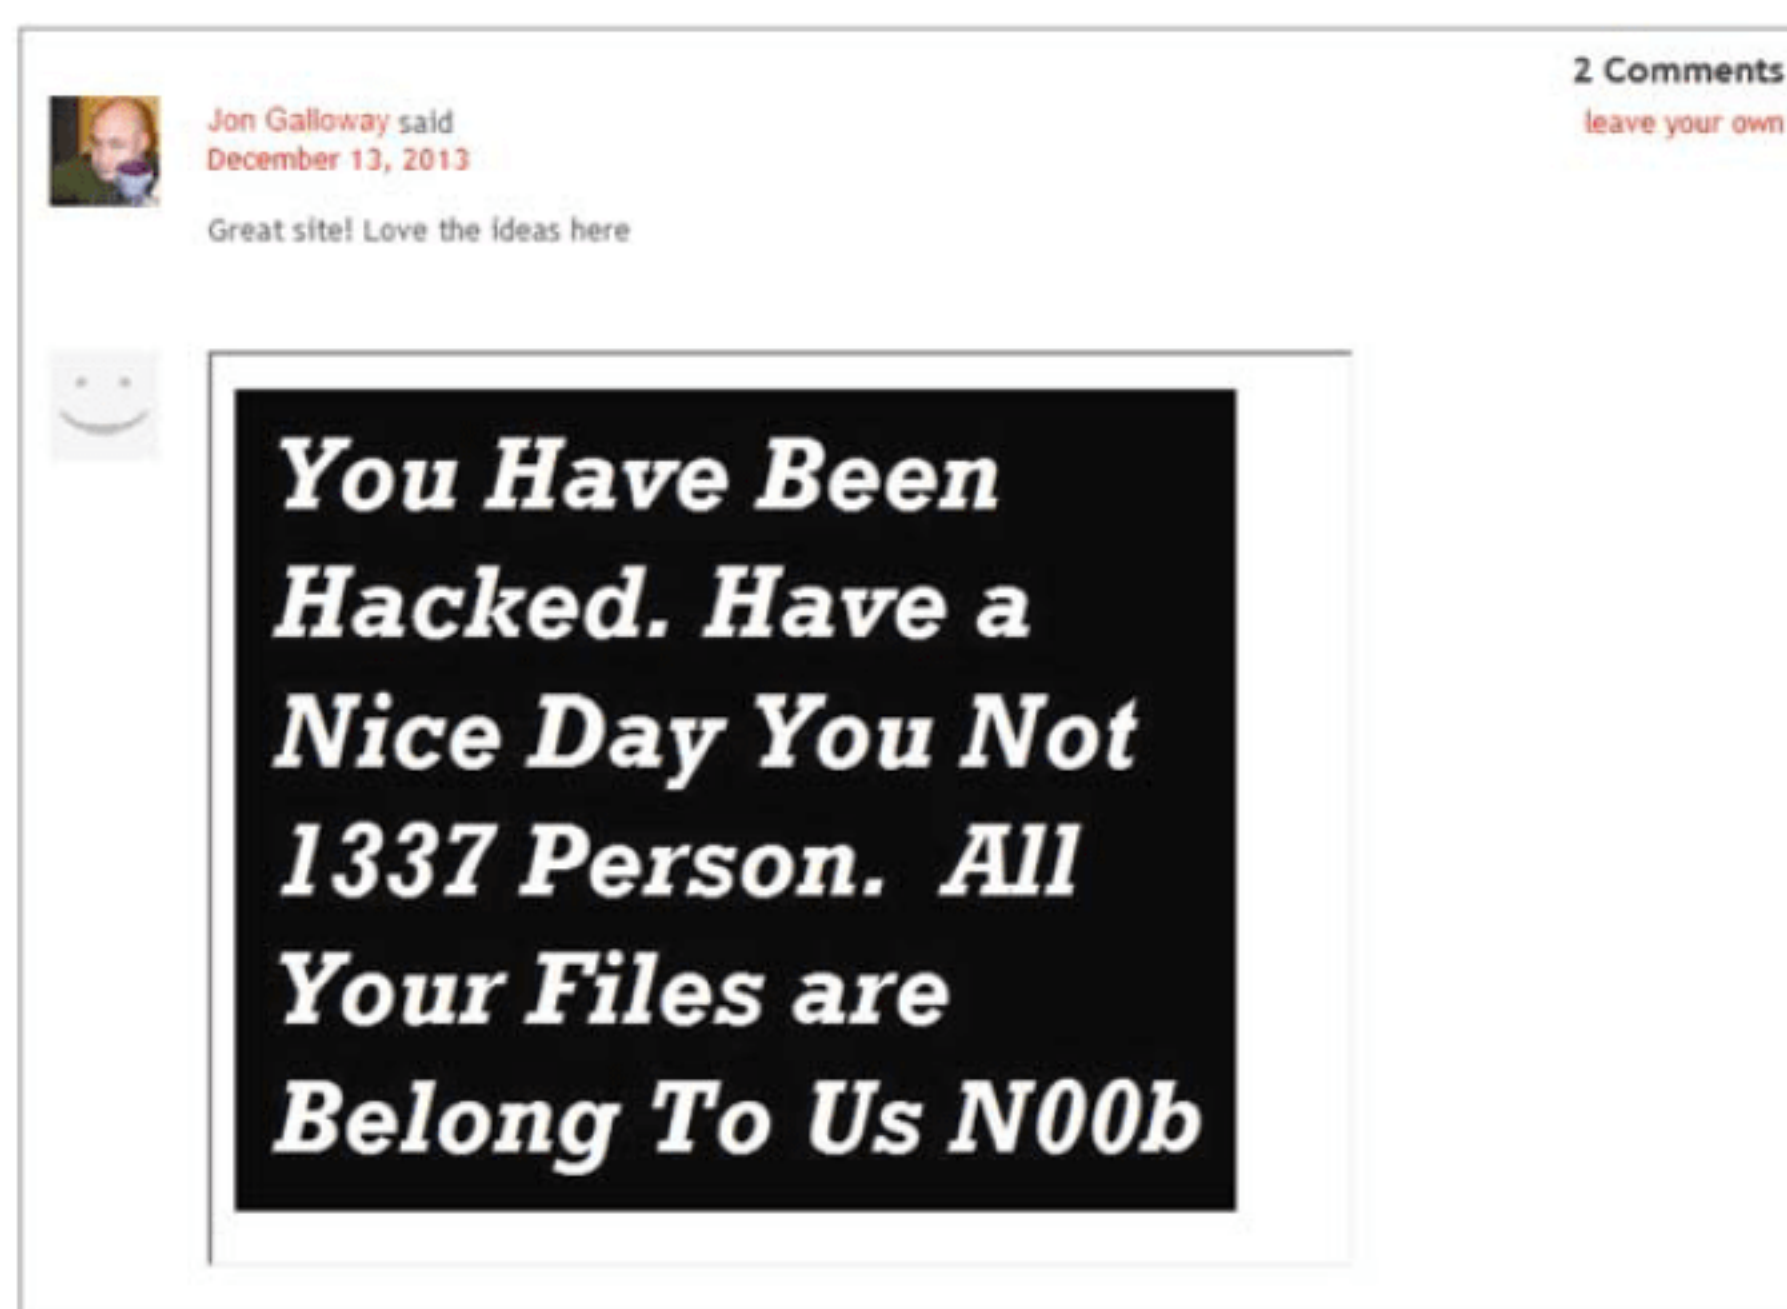 2 Comments
leave your own
Jon Galloway said
December 13, 2013
Great site! Love the ideas here
You Have Been
Hacked. Have a
Nice Day You Not
1337 Person.  All
Your Files are
Belong To Us N00b